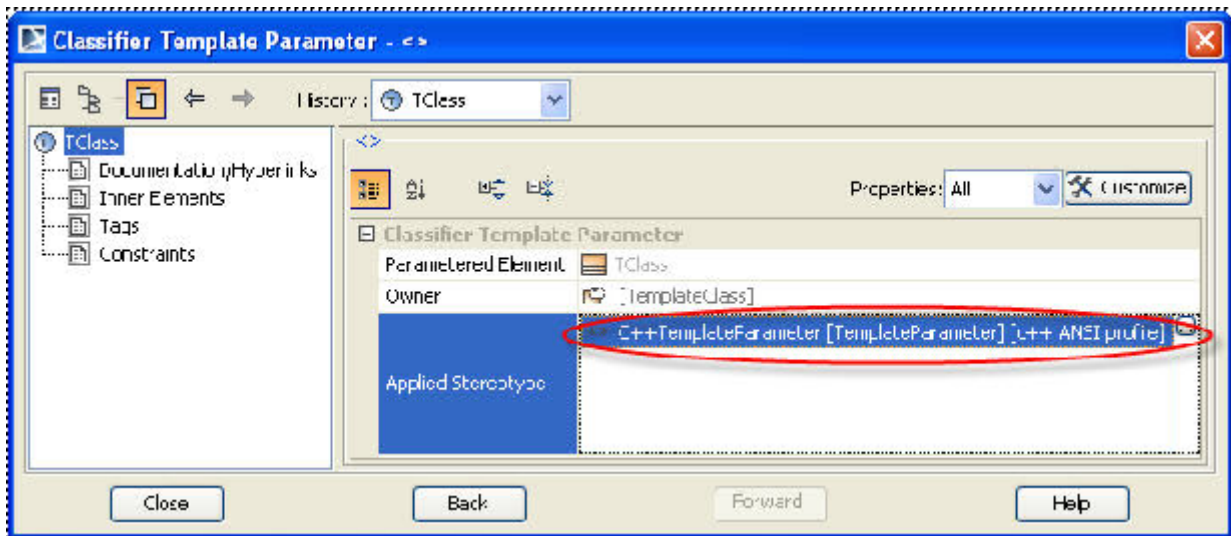 Classifier Template Parameter - <>
History : TClass
TClass
Documentation/Hyperlinks
Inner Elements
Tags
Constraints
<>
Properties: All Customize
Classifier Template Parameter
Parametered Element TClass
Owner [TemplateClass]
C++TemplateParameter [TemplateParameter] [C++ ANSI profile]
Applied Stereotype
Close Back Forward Help